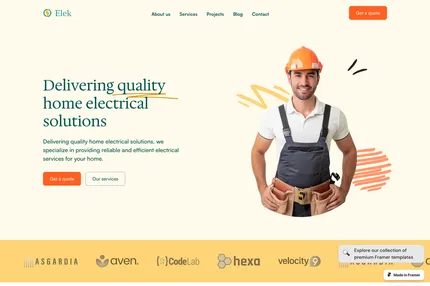 Elek
About us Services Projects Blog Contact
Get a quote
Delivering quality
home electrical
solutions
Delivering quality home electrical solutions, we
specialize in providing reliable and efficient electrical
services for your home.
Get a quote
Our services
ASGARDIA aven. CodeLab hexa velocity 9
Explore our collection of
premium Framer templates
Made in Framer